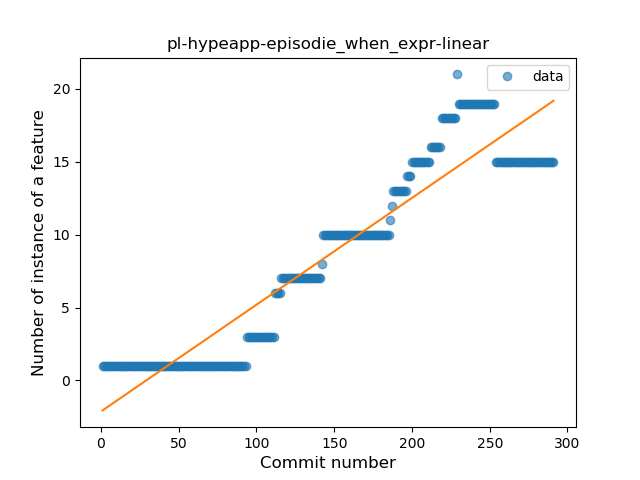 pl-hypeapp-episodie_when_expr-linear
data
Number of instance of a feature
20
15
10
5
0
0 50 100 150 200 250 300
Commit number